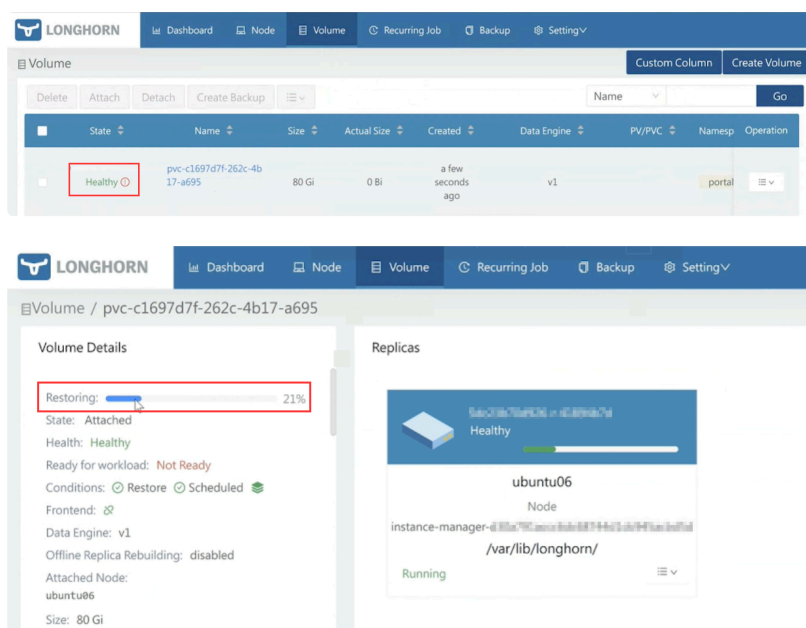 LONGHORN Dashboard Node Volume Recurring Job Backup Setting
Volume Custom Column Create Volume
Delete Attach Detach Create Backup Name Go
State Name Size Actual Size Created Data Engine PV/PVC Namesp Operation
Healthy pvc-c1697d7f-262c-4b 80 Gi 0 Bi a few v1 portal
17-a695 seconds
ago
LONGHORN Dashboard Node Volume Recurring Job Backup Setting
Volume / pvc-c1697d7f-262c-4b17-a695
Volume Details
Restoring: 21%
State: Attached
Health: Healthy
Ready for workload: Not Ready
Conditions: Restore Scheduled
Frontend:
Data Engine: v1
Offline Replica Rebuilding: disabled
Attached Node:
ubuntu06
Size: 80 Gi
Replicas
Healthy
ubuntu06
Node
instance-manager-
/var/lib/longhorn/
Running